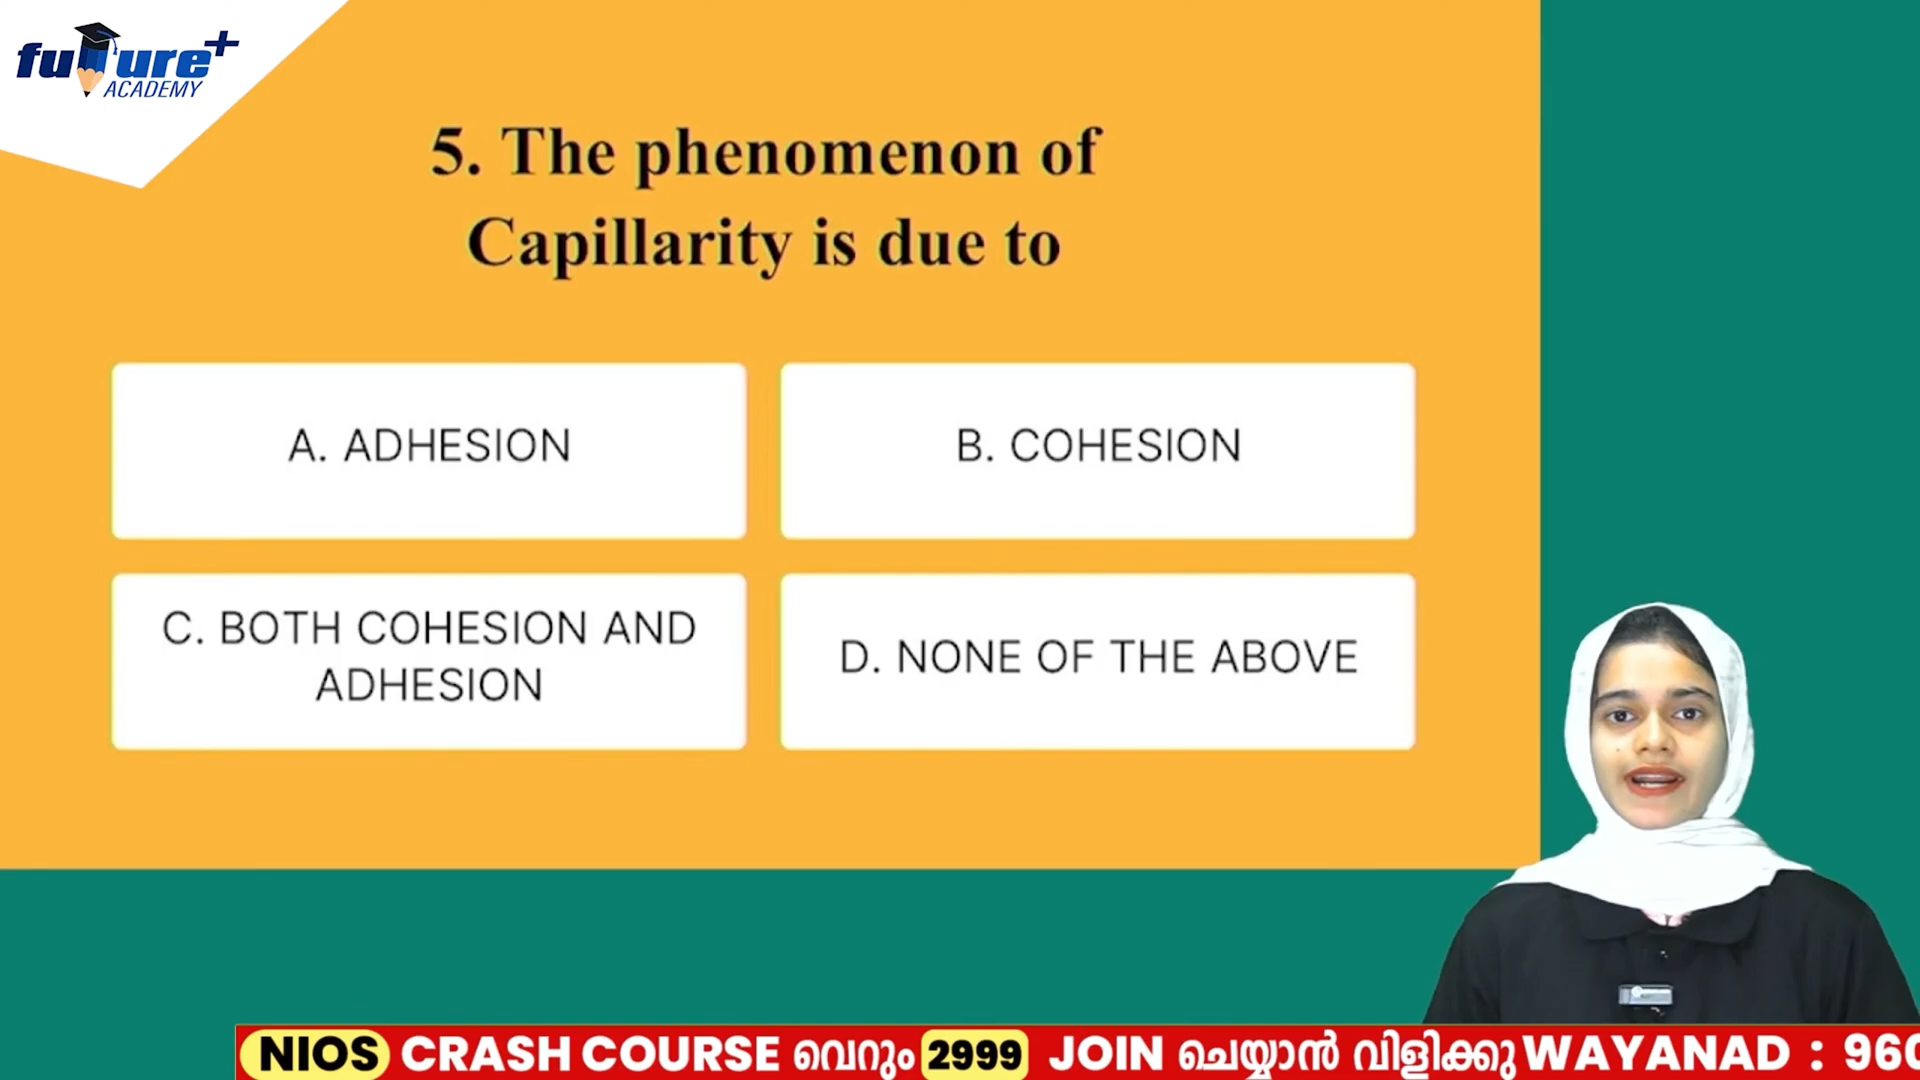 future+
ACADEMY
5. The phenomenon of
Capillarity is due to
A. ADHESION
B. COHESION
C. BOTH COHESION AND
ADHESION
D. NONE OF THE ABOVE
NIOS CRASH COURSE വെറും 2999 JOIN ചെയ്യാൻ വിളിക്കു WAYANAD : 960